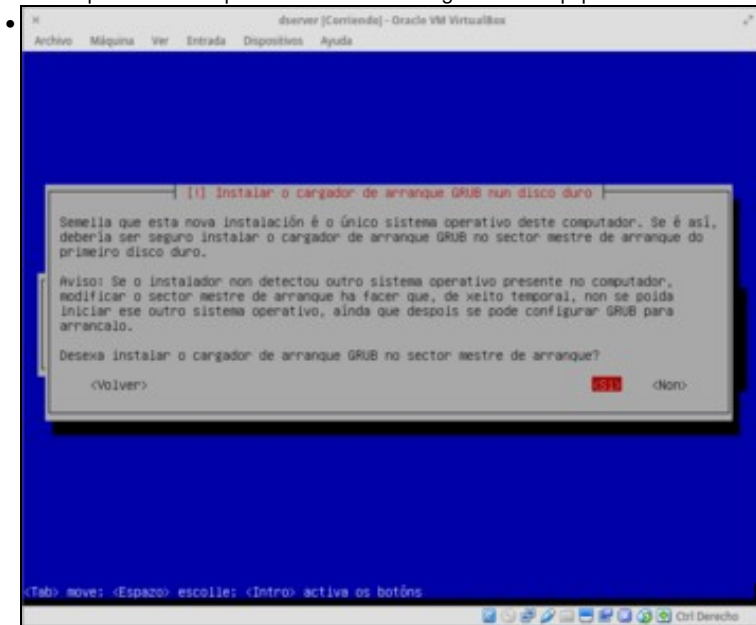 dserver [Corriendo] - Oracle VM VirtualBox
Archivo Máquina Ver Entrada Dispositivos Ayuda
[!] Instalar o cargador de arranque GRUB nun disco duro
Semella que esta nova instalación é o único sistema operativo deste computador. Se é así,
debería ser seguro instalar o cargador de arranque GRUB no sector mestre de arranque do
primeiro disco duro.
Aviso: Se o instalador non detectou outro sistema operativo presente no computador,
modificar o sector mestre de arranque ha facer que, de xeito temporal, non se poida
iniciar ese outro sistema operativo, aínda que despois se pode configurar GRUB para
arrancalo.
Desexa instalar o cargador de arranque GRUB no sector mestre de arranque?
<Volver> <Si> <Non>
<Tab> move; <Espazo> escolle; <Intro> activa os botóns
Ctrl Derecho